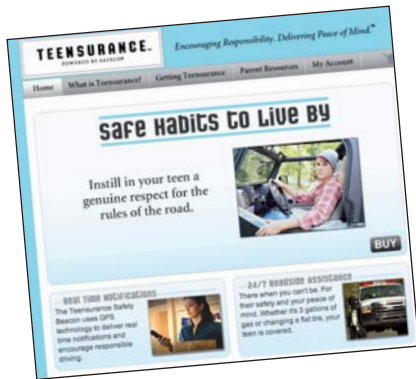 TEENSURANCE.
POWERED BY SAFECO®
Encouraging Responsibility. Delivering Peace of Mind.™
Home What is Teensurance? Getting Teensurance Parent Resources My Account
Safe Habits to Live By
Instill in your teen a
genuine respect for the
rules of the road.
BUY
Real Time Notifications
The Teensurance Safety
Beacon uses GPS
technology to deliver real
time notifications and
encourage responsible
driving.
24/7 Roadside Assistance
There when you can't be. For
their safety and your peace of
mind. Whether it's 3 gallons of
gas or changing a flat tire, your
teen is covered.